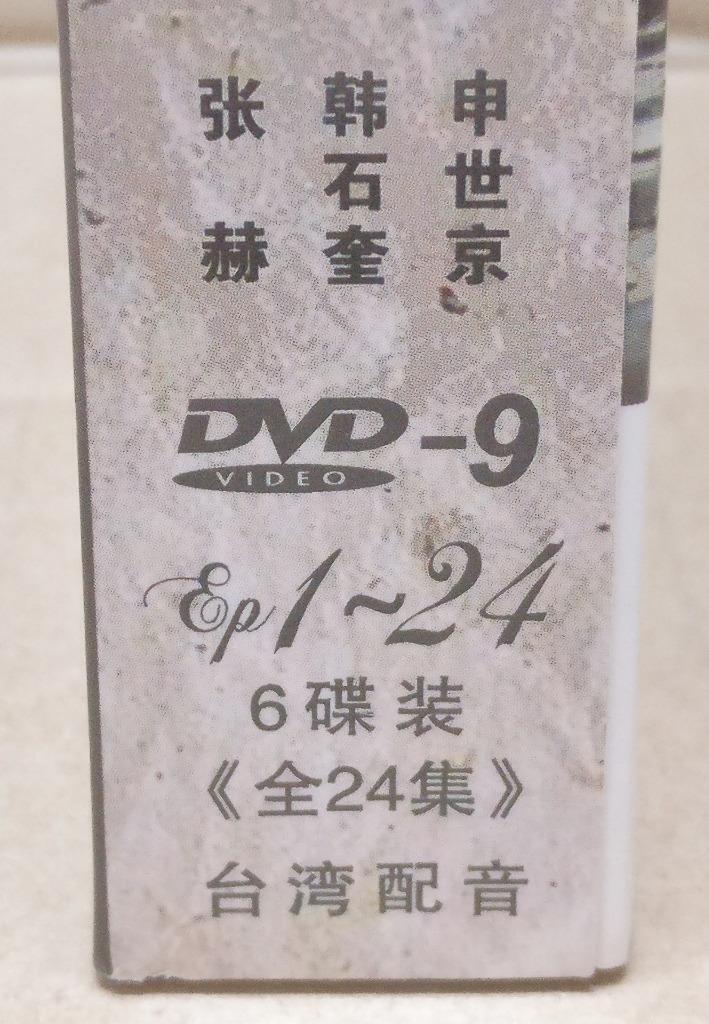 申世京
韩石奎
张赫
DVD-9
VIDEO
Ep1~24
6碟装
《全24集》
台湾配音